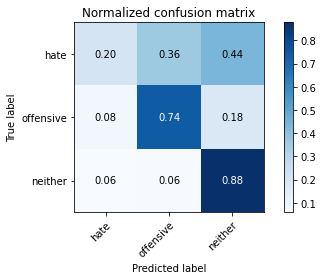 Normalized confusion matrix
hate 0.20 0.36 0.44
offensive 0.08 0.74 0.18
neither 0.06 0.06 0.88
hate offensive neither
True label
Predicted label
0.8
0.7
0.6
0.5
0.4
0.3
0.2
0.1